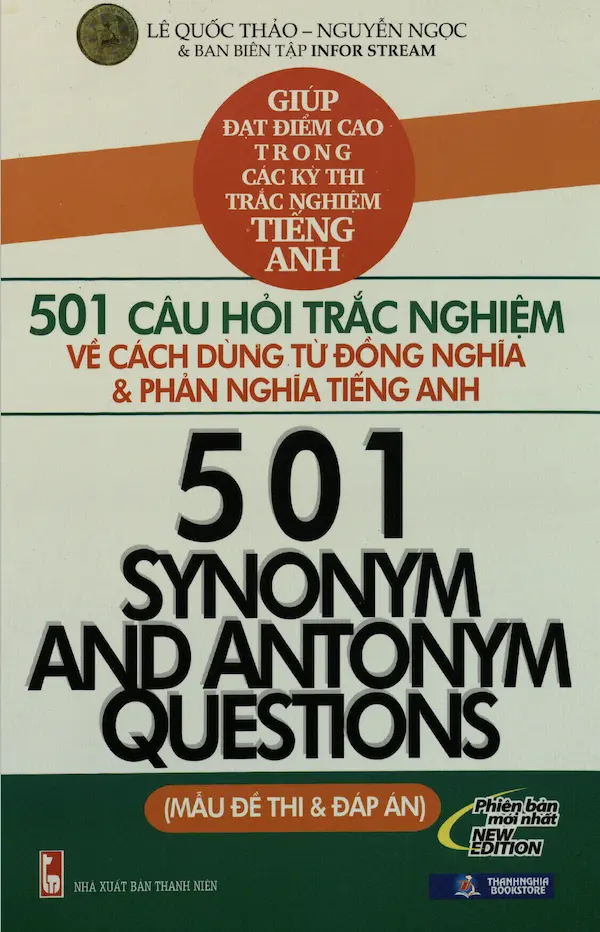 LÊ QUỐC THẢO – NGUYỄN NGỌC
& BAN BIÊN TẬP INFOR STREAM
GIÚP
ĐẠT ĐIỂM CAO
TRONG
CÁC KỲ THI
TRẮC NGHIỆM
TIẾNG
ANH
501 CÂU HỎI TRẮC NGHIỆM
VỀ CÁCH DÙNG TỪ ĐỒNG NGHĨA
& PHẢN NGHĨA TIẾNG ANH
501
SYNONYM
AND ANTONYM
QUESTIONS
(MẪU ĐỀ THI & ĐÁP ÁN)
Phiên bản
mới nhất
NEW
EDITION
NHÀ XUẤT BẢN THANH NIÊN
THANHNGHIA
BOOKSTORE